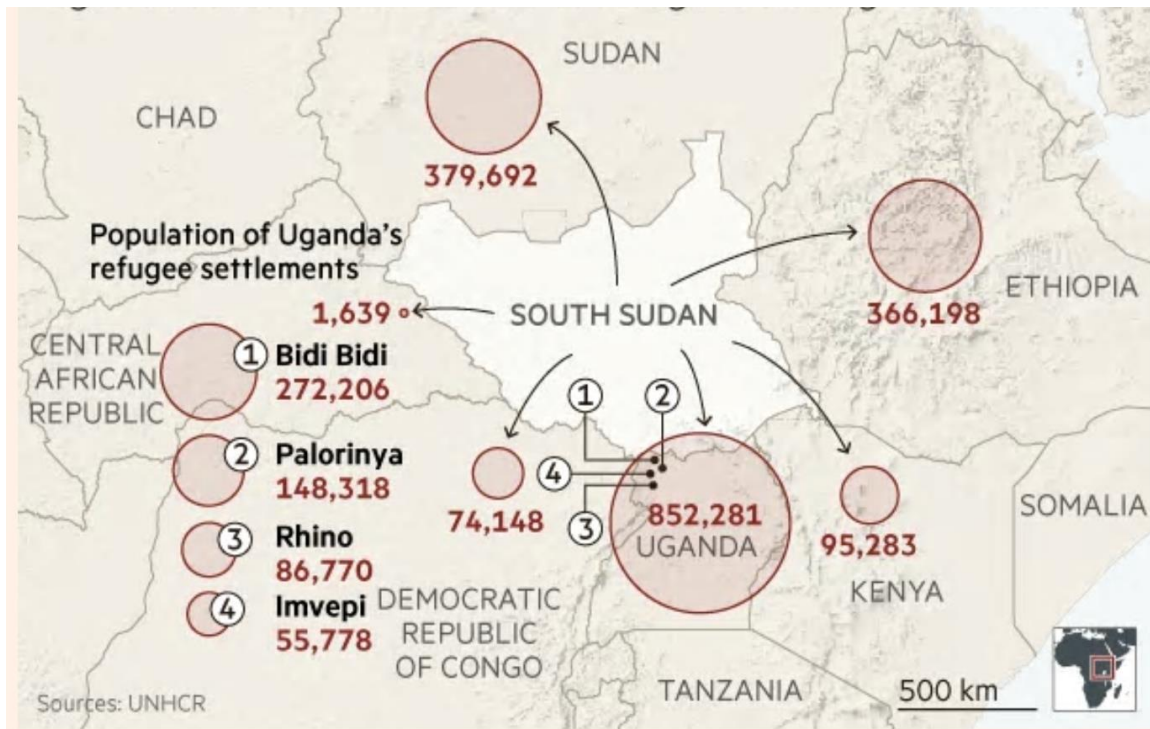 SUDAN
CHAD
379,692
Population of Uganda's
refugee settlements
366,198
ETHIOPIA
1,639
SOUTH SUDAN
CENTRAL
AFRICAN
REPUBLIC
1 Bidi Bidi
272,206
2 Palorinya
148,318
3 Rhino
86,770
4 Imvepi
55,778
1
2
4
3
74,148
852,281
UGANDA
95,283
KENYA
SOMALIA
DEMOCRATIC
REPUBLIC
OF CONGO
TANZANIA
500 km
Sources: UNHCR